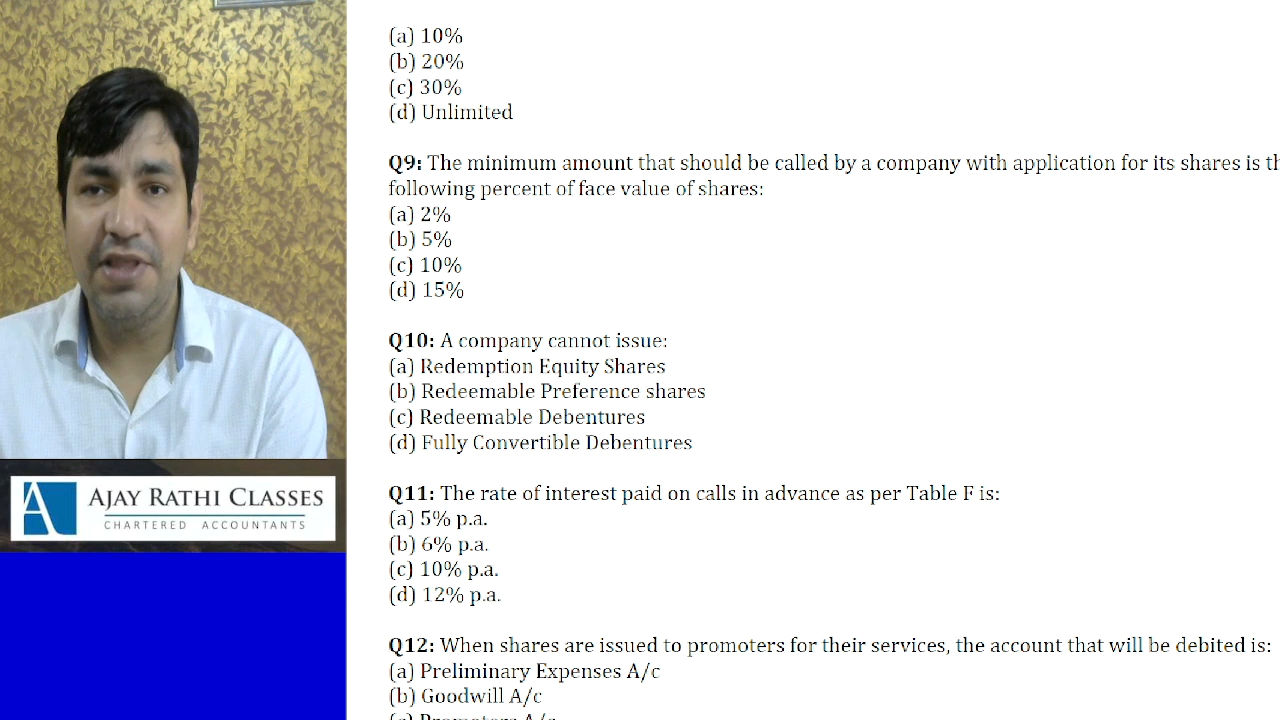 (a) 10%
(b) 20%
(c) 30%
(d) Unlimited
Q9: The minimum amount that should be called by a company with application for its shares is
following percent of face value of shares:
(a) 2%
(b) 5%
(c) 10%
(d) 15%
Q10: A company cannot issue:
(a) Redemption Equity Shares
(b) Redeemable Preference shares
(c) Redeemable Debentures
(d) Fully Convertible Debentures
Q11: The rate of interest paid on calls in advance as per Table F is:
(a) 5% p.a.
(b) 6% p.a.
(c) 10% p.a.
(d) 12% p.a.
Q12: When shares are issued to promoters for their services, the account that will be debited is:
(a) Preliminary Expenses A/c
(b) Goodwill A/c
AJAY RATHI CLASSES
CHARTERED ACCOUNTANTS